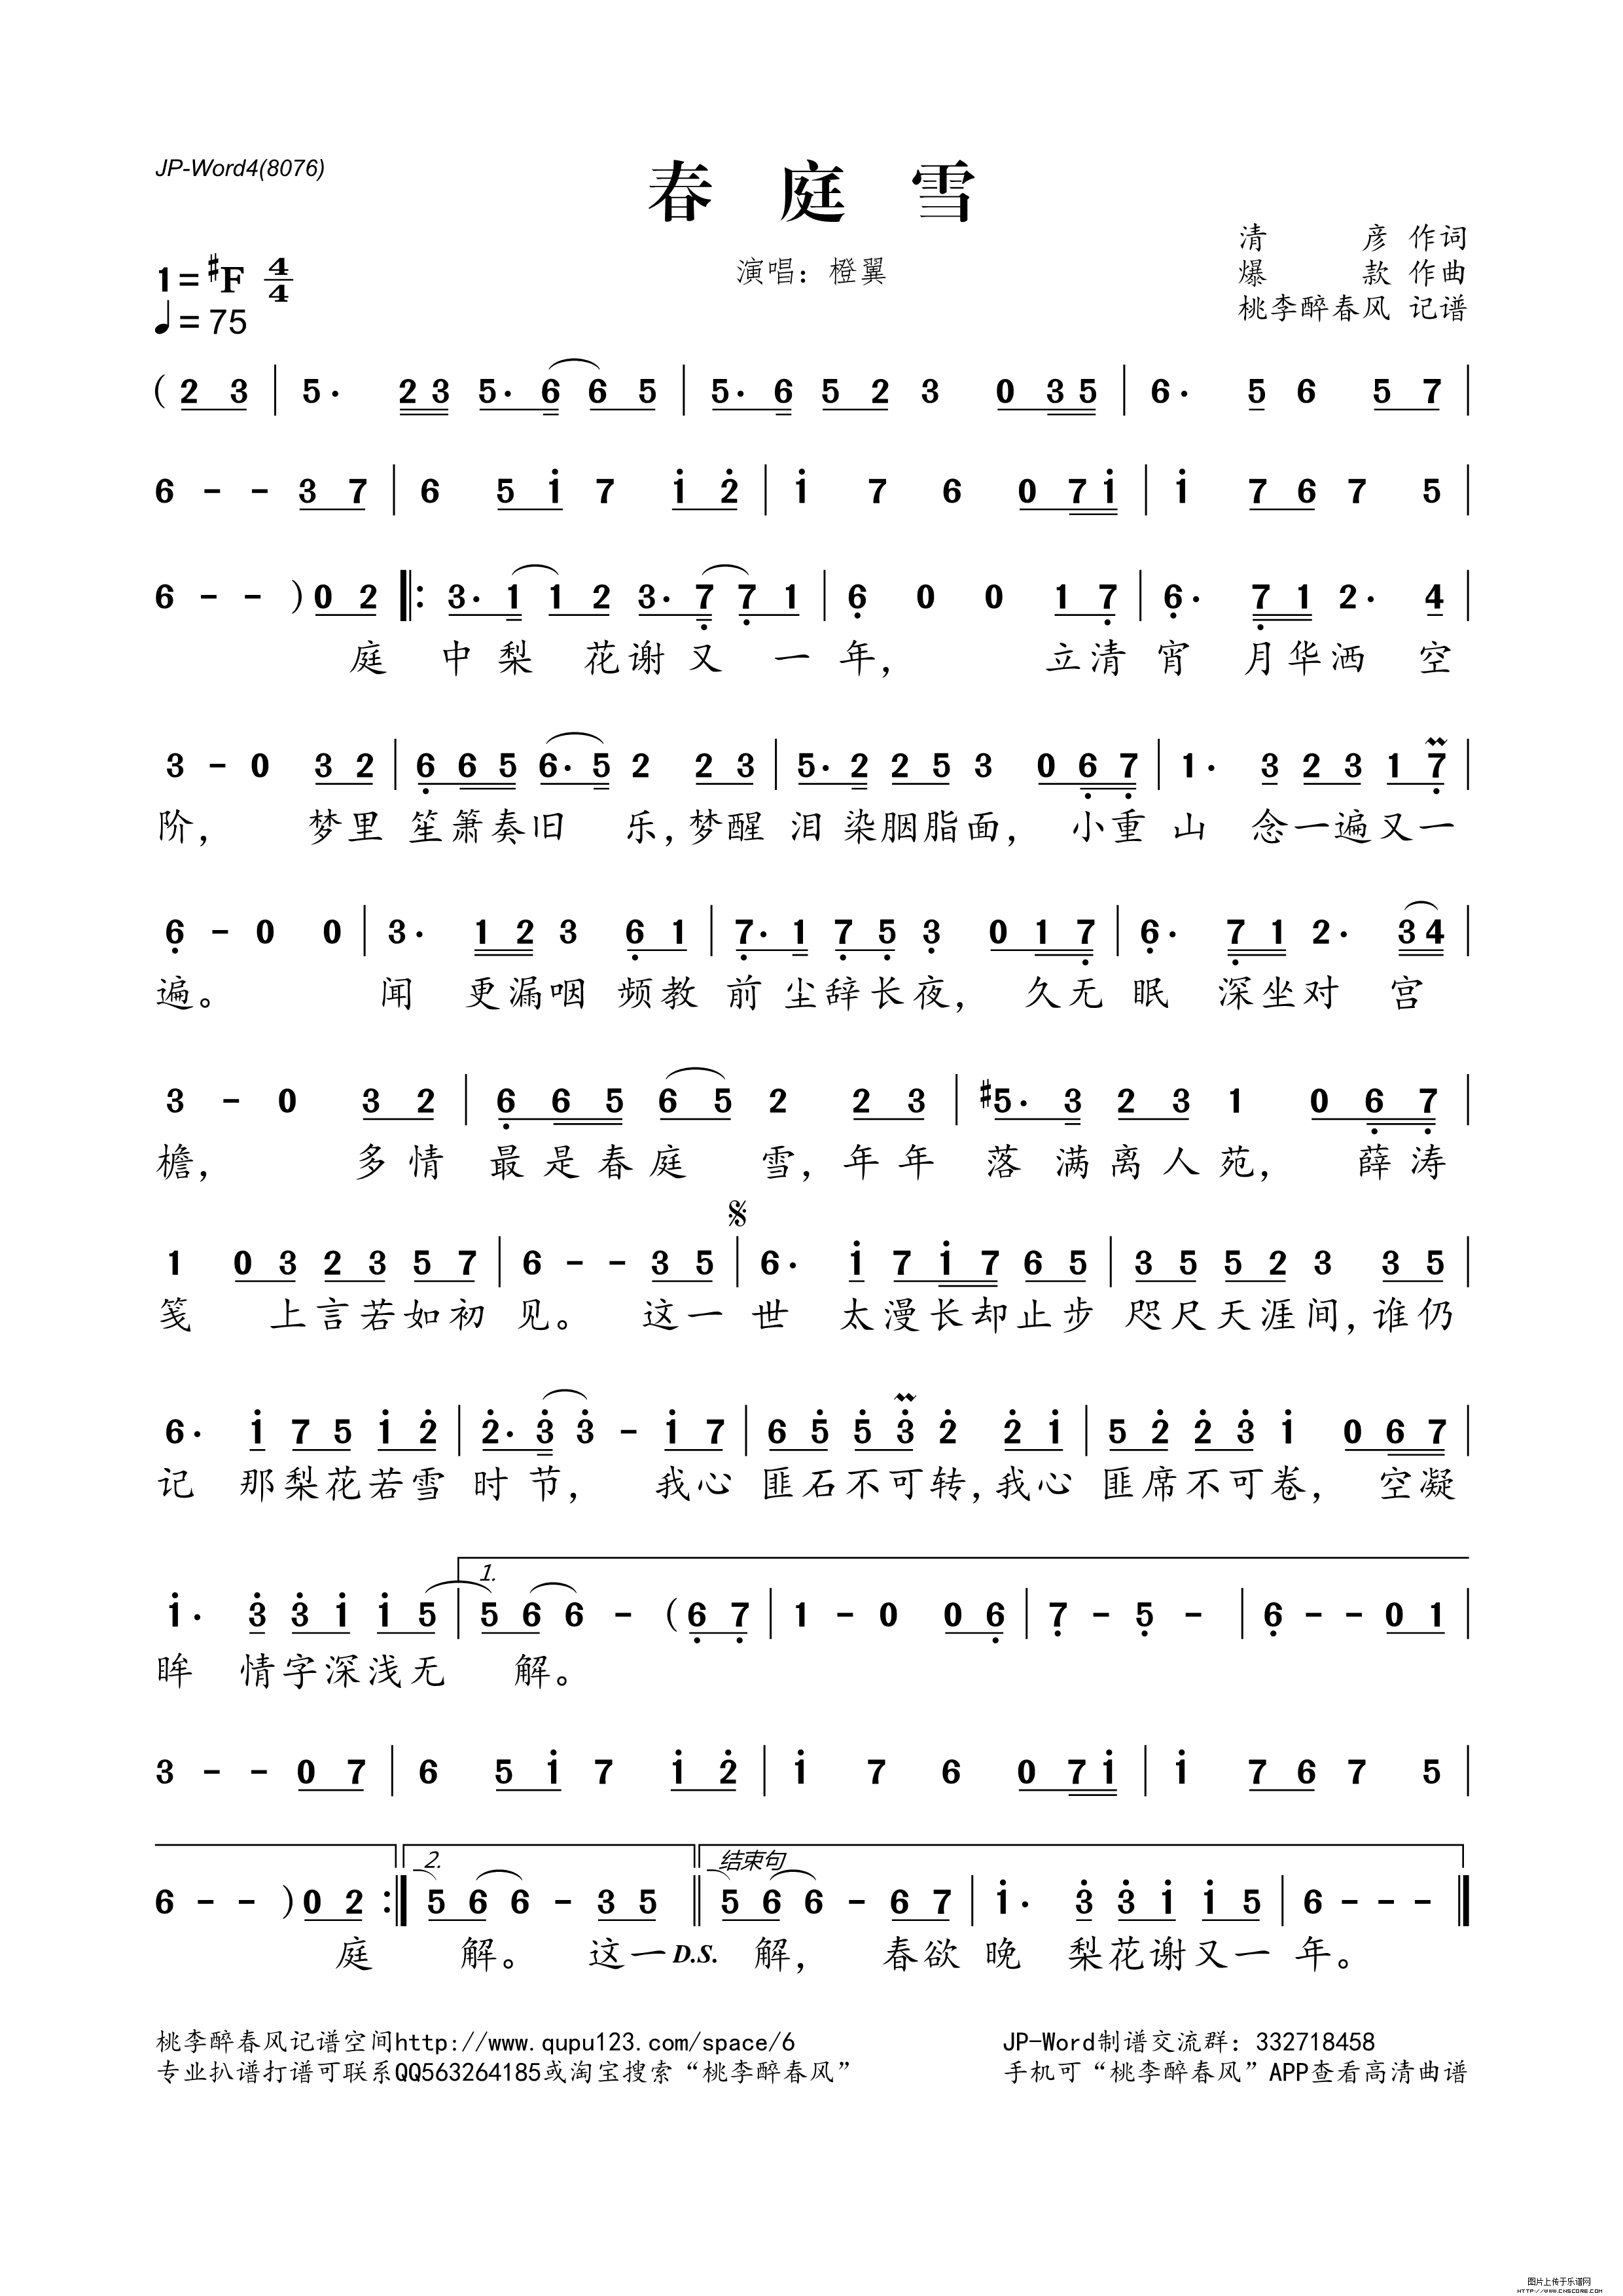 JP-Word4(8076)
春 庭 雪
清 彦 作词
1=#F 4/4
演唱：橙翼
爆 款 作曲
♩=75
桃李醉春风 记谱
( 2 3 | 5· 2 3 5· 6 6 5 | 5· 6 5 2 3 0 3 5 | 6· 5 6 5 7 |
6 - - 3 7 | 6 5 i 7 i 2̇ | i 7 6 0 7 i | i 7 6 7 5 |
6 - - ) 0 2 |: 3· 1 1 2 3· 7̣ 7̣ 1 | 6̣ 0 0 1 7̣ | 6̣· 7̣ 1 2· 4 |
庭 中 梨 花 谢 又 一 年， 立 清 宵 月 华 洒 空
3 - 0 3 2 | 6̣ 6 5 6· 5 2 2 3 | 5· 2 2 5 3 0 6̣ 7̣ | 1· 3 2 3 1 7̣ |
阶， 梦 里 笙 箫 奏 旧 乐，梦 醒 泪 染 胭 脂 面， 小 重 山 念 一 遍 又 一
6̣ - 0 0 | 3· 1 2 3 6̣ 1 | 7̣· 1 7̣ 5̣ 3̣ 0 1 7̣ | 6̣· 7̣ 1 2· 3 4 |
遍。 闻 更 漏 咽 频 教 前 尘 辞 长 夜， 久 无 眠 深 坐 对 宫
3 - 0 3 2 | 6̣ 6 5 6 5 2 2 3 | #5· 3 2 3 1 0 6̣ 7̣ |
檐， 多 情 最 是 春 庭 雪，年 年 落 满 离 人 苑， 薛 涛
𝄋
1 0 3 2 3 5 7 | 6 - - 3 5 | 6· i 7 i 7 6 5 | 3 5 5 2 3 3 5 |
笺 上 言 若 如 初 见。 这 一 世 太 漫 长 却 止 步 咫 尺 天 涯 间，谁 仍
6· i 7 5 i 2̇ | 2̇· 3̇ 3̇ - i 7 | 6 5̇ 5̇ 3̇ 2̇ 2̇ i | 5 2̇ 2̇ 3̇ i 0 6 7 |
记 那 梨 花 若 雪 时 节， 我 心 匪 石 不 可 转，我 心 匪 席 不 可 卷， 空 凝
1.
i· 3̇ 3̇ i i 5 | 5 6 6 - ( 6̣ 7̣ | 1 - 0 0 6̣ | 7̣ - 5̣ - | 6̣ - - 0 1 |
眸 情 字 深 浅 无 解。
3 - - 0 7 | 6 5 i 7 i 2̇ | i 7 6 0 7 i | i 7 6 7 5 |
2. 结束句
6 - - ) 0 2 :| 5 6 6 - 3 5 || 5 6 6 - 6 7 | i· 3̇ 3̇ i i 5 | 6 - - - ‖
庭 解。 这 一 D.S. 解， 春 欲 晚 梨 花 谢 又 一 年。
桃李醉春风记谱空间http://www.qupu123.com/space/6
JP-Word制谱交流群：332718458
专业扒谱打谱可联系QQ563264185或淘宝搜索“桃李醉春风”
手机可“桃李醉春风”APP查看高清曲谱
图片上传于乐谱网
HTTP://WWW.CNSCORE.COM